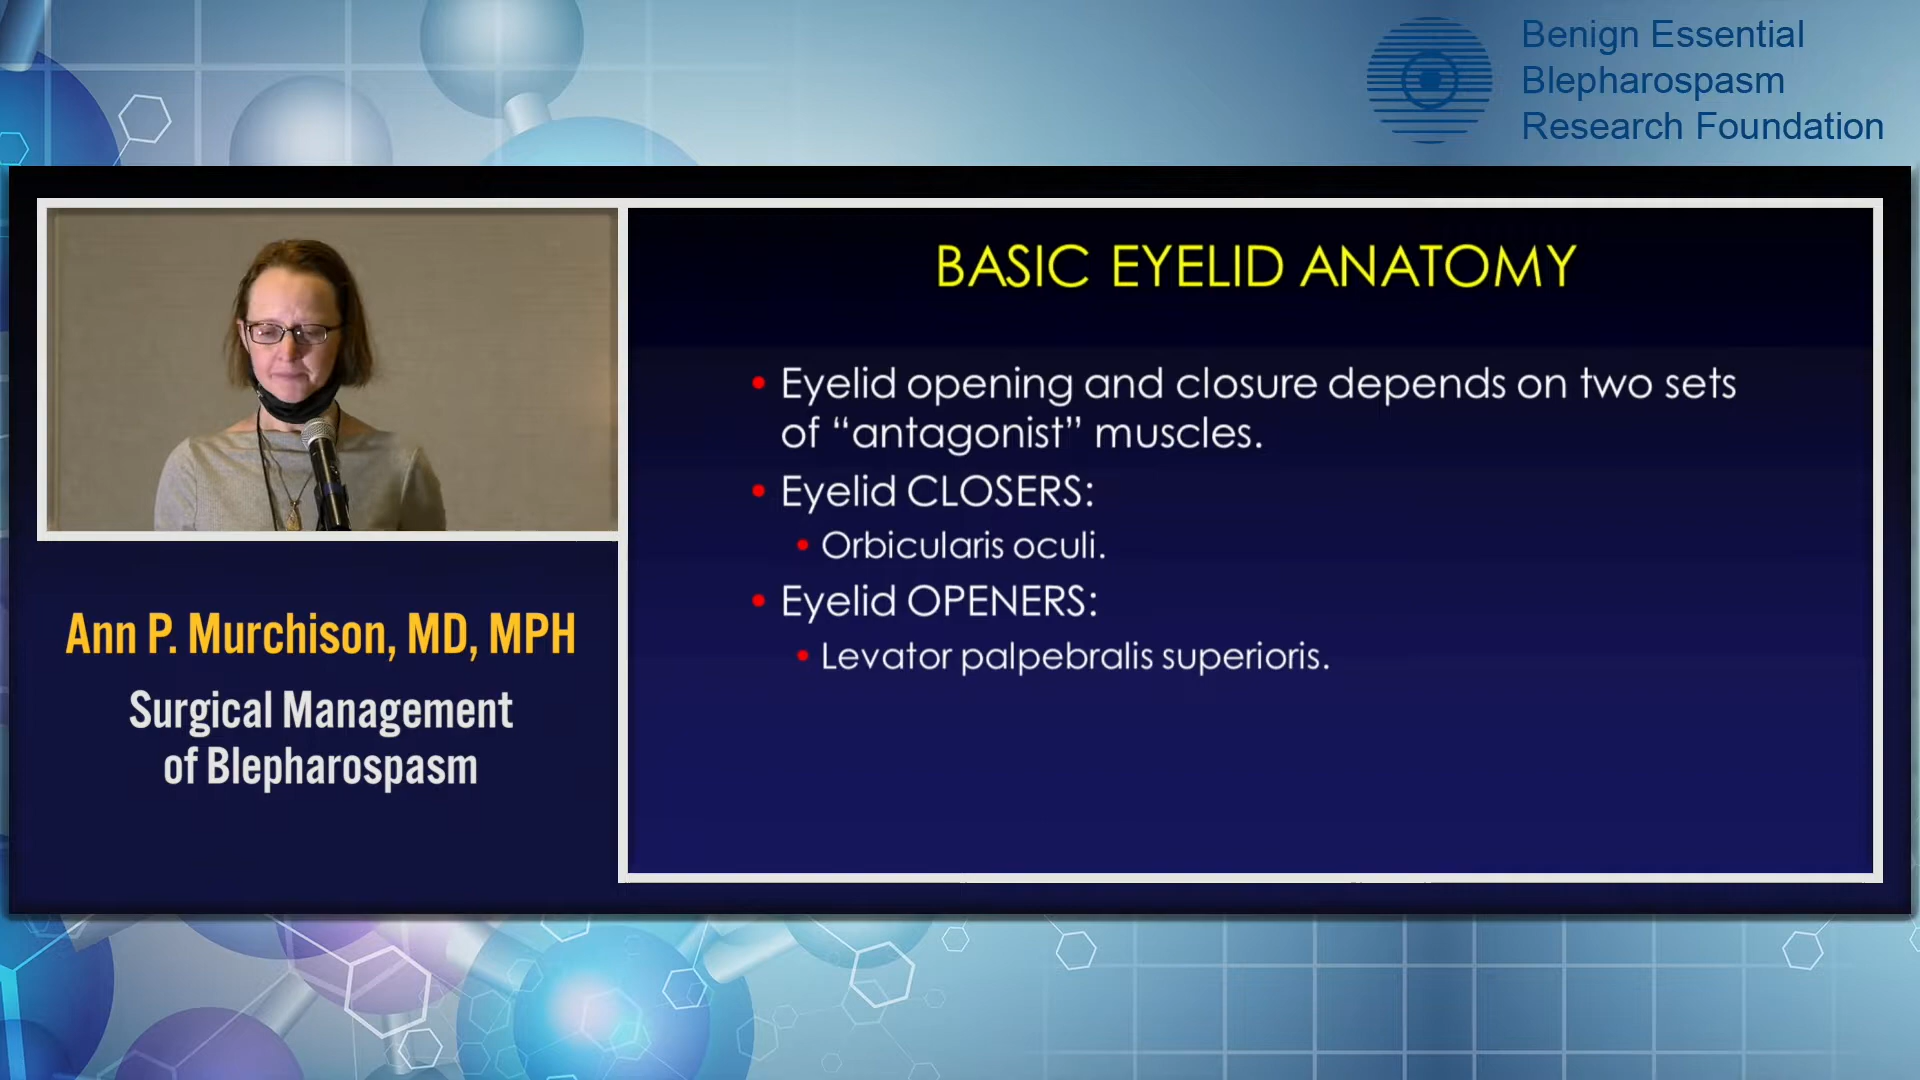 Benign Essential
Blepharospasm
Research Foundation
BASIC EYELID ANATOMY
• Eyelid opening and closure depends on two sets
of “antagonist” muscles.
• Eyelid CLOSERS:
• Orbicularis oculi.
• Eyelid OPENERS:
• Levator palpebralis superioris.
Ann P. Murchison, MD, MPH
Surgical Management
of Blepharospasm